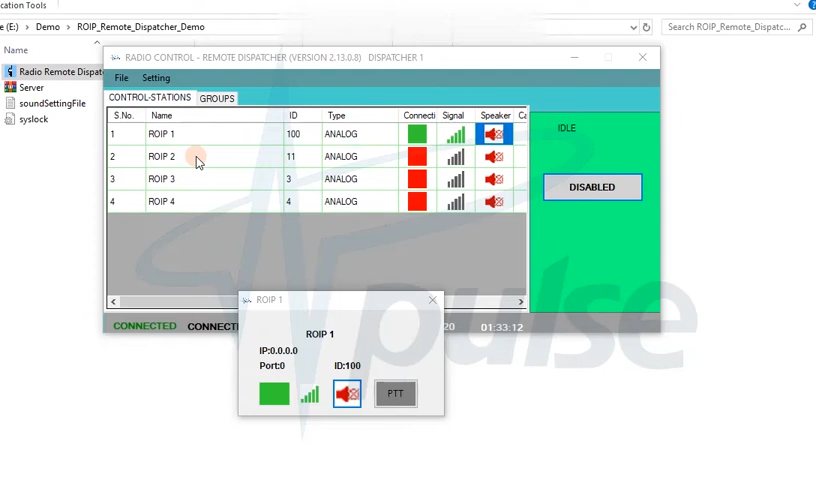 cation Tools
e (E:) › Demo › ROIP_Remote_Dispatcher_Demo
Search ROIP_Remote_Dispatc...
Name
Radio Remote Dispat
Server
soundSettingFile
syslock
RADIO CONTROL - REMOTE DISPATCHER (VERSION 2.13.0.8) DISPATCHER 1
File Setting
CONTROL-STATIONS GROUPS
S.No. Name ID Type Connecti Signal Speaker Ca
1 ROIP 1 100 ANALOG
2 ROIP 2 11 ANALOG
3 ROIP 3 3 ANALOG
4 ROIP 4 4 ANALOG
IDLE
DISABLED
CONNECTED CONNECTE 20 01:33:12
ROIP 1
ROIP 1
IP:0.0.0.0
Port:0 ID:100
PTT
pulse